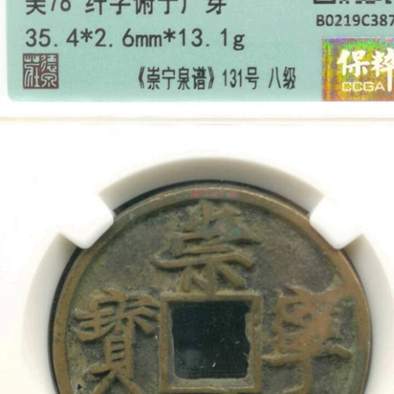 美78 纤字俯宁广穿
B0219C387
35.4*2.6mm*13.1g
《崇宁泉谱》131号 八级
保粹
CCGA
崇
寶 寧